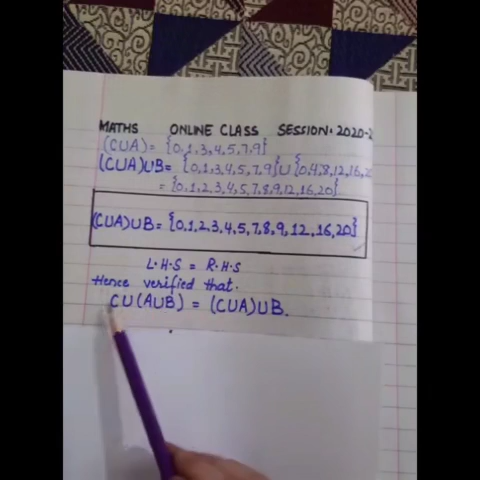 MATHS ONLINE CLASS SESSION: 2020-2
(CUA)= {0,1,3,4,5,7,9}
(CUA)UB= {0,1,3,4,5,7,9}U{0,4,8,12,16,20
= {0,1,2,3,4,5,7,8,9,12,16,20}
(CUA)UB= {0,1,2,3,4,5,7,8,9,12,16,20}
L.H.S = R.H.S
Hence verified that.
CU(AUB) = (CUA)UB.